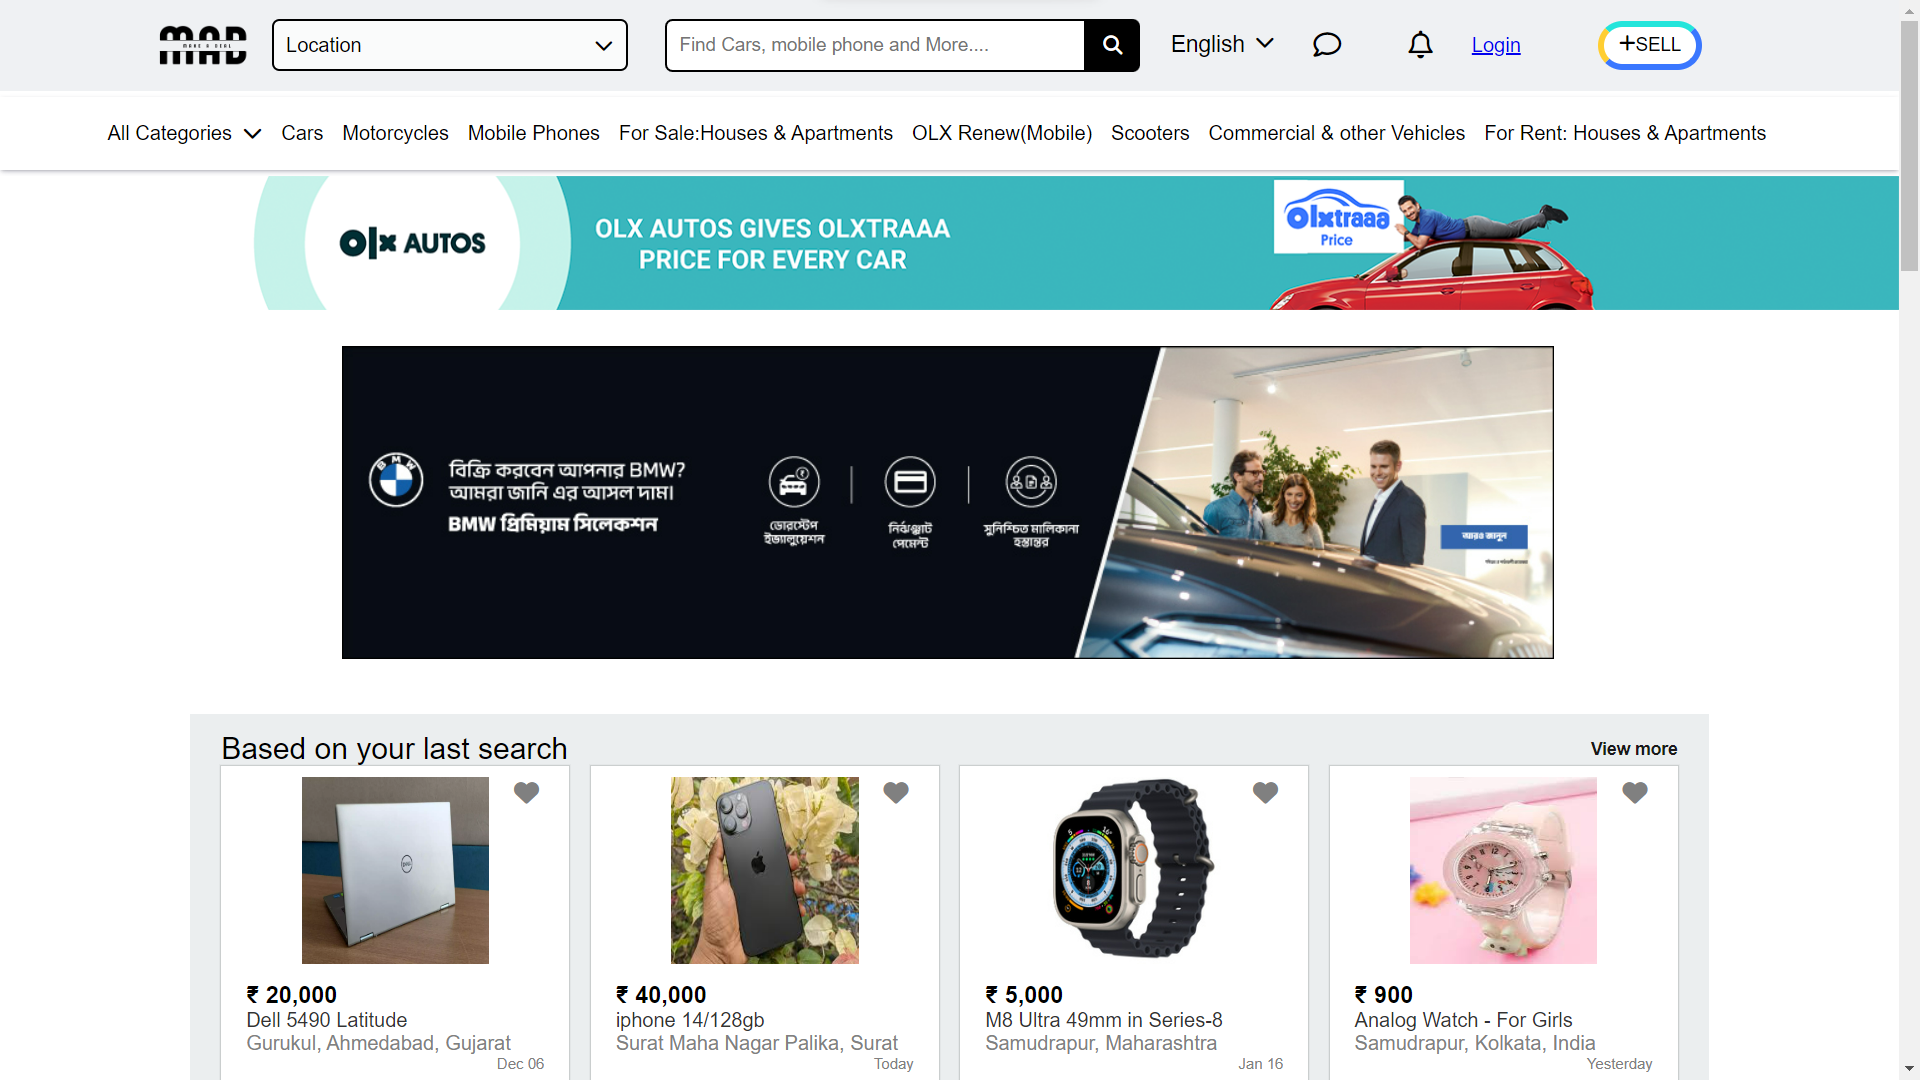 MAD
MAKE A DEAL
Location
Find Cars, mobile phone and More....
English
Login
+SELL
All Categories
Cars
Motorcycles
Mobile Phones
For Sale:Houses & Apartments
OLX Renew(Mobile)
Scooters
Commercial & other Vehicles
For Rent: Houses & Apartments
olx AUTOS
OLX AUTOS GIVES OLXTRAAA
PRICE FOR EVERY CAR
Olxtraaa
Price
BMW
বিক্রি করবেন আপনার BMW?
আমরা জানি এর আসল দাম।
BMW প্রিমিয়াম সিলেকশন
ডোরস্টেপ
ইভ্যালুয়েশন
নির্ঝঞ্ঝাট
পেমেন্ট
সুনিশ্চিত মালিকানা
হস্তান্তর
আরও জানুন
Based on your last search
View more
₹ 20,000
Dell 5490 Latitude
Gurukul, Ahmedabad, Gujarat
Dec 06
₹ 40,000
iphone 14/128gb
Surat Maha Nagar Palika, Surat
Today
₹ 5,000
M8 Ultra 49mm in Series-8
Samudrapur, Maharashtra
Jan 16
₹ 900
Analog Watch - For Girls
Samudrapur, Kolkata, India
Yesterday